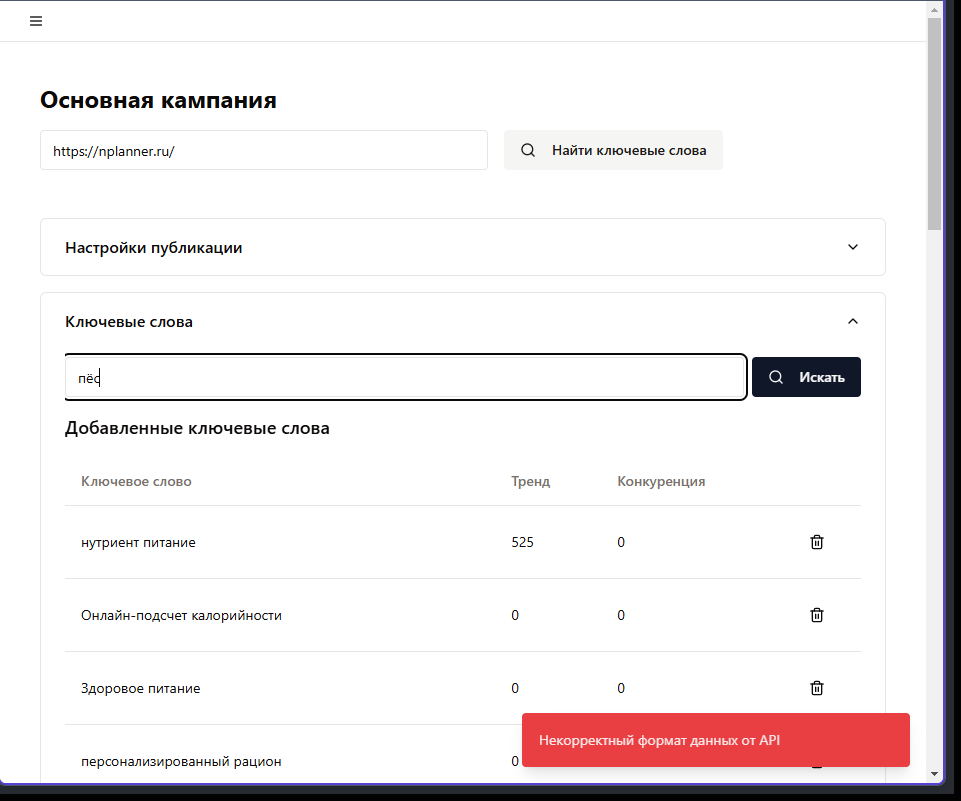 Основная кампания
https://nplanner.ru/ Найти ключевые слова
Настройки публикации
Ключевые слова
пёс Искать
Добавленные ключевые слова
Ключевое слово Тренд Конкуренция
нутриент питание 525 0
Онлайн-подсчет калорийности 0 0
Здоровое питание 0 0
Некорректный формат данных от API
персонализированный рацион 0